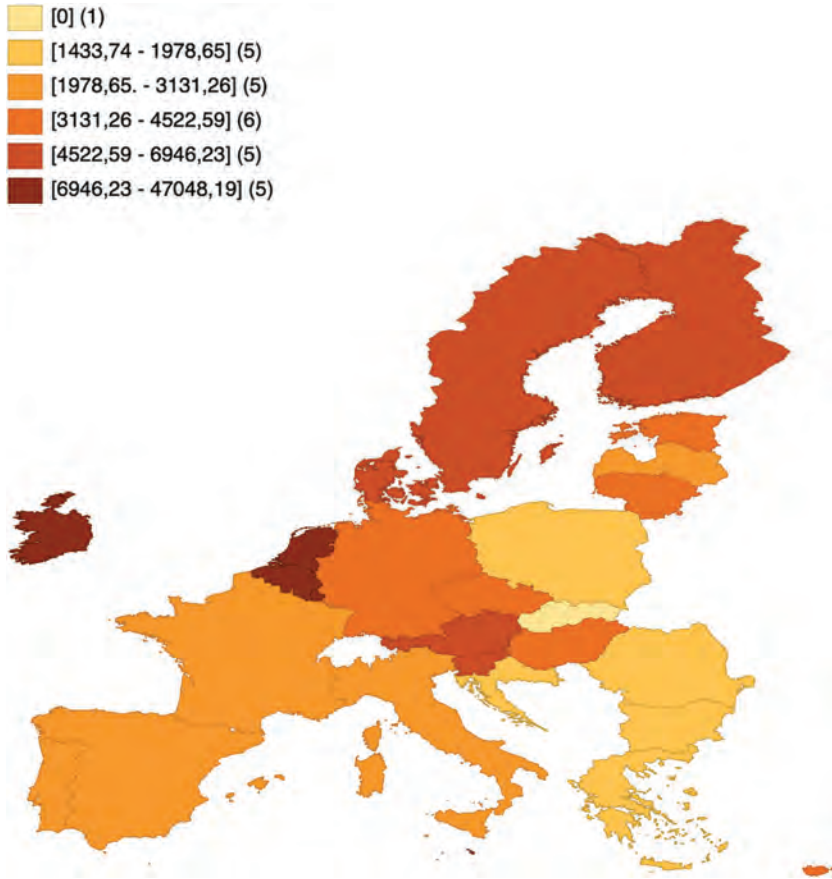 [0] (1)
[1433,74 - 1978,65] (5)
[1978,65. - 3131,26] (5)
[3131,26 - 4522,59] (6)
[4522,59 - 6946,23] (5)
[6946,23 - 47048,19] (5)